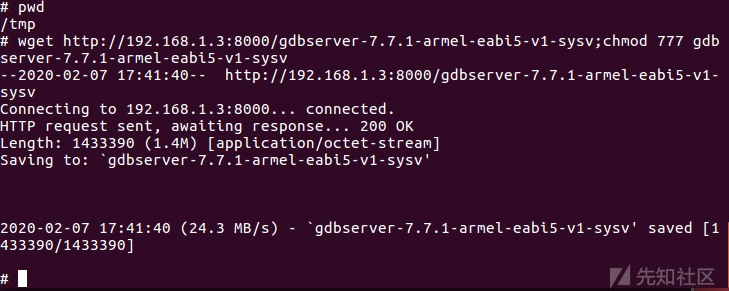 # pwd
/tmp
# wget http://192.168.1.3:8000/gdbserver-7.7.1-armel-eabi5-v1-sysv;chmod 777 gdb
server-7.7.1-armel-eabi5-v1-sysv
--2020-02-07 17:41:40--  http://192.168.1.3:8000/gdbserver-7.7.1-armel-eabi5-v1-
sysv
Connecting to 192.168.1.3:8000... connected.
HTTP request sent, awaiting response... 200 OK
Length: 1433390 (1.4M) [application/octet-stream]
Saving to: `gdbserver-7.7.1-armel-eabi5-v1-sysv'
2020-02-07 17:41:40 (24.3 MB/s) - `gdbserver-7.7.1-armel-eabi5-v1-sysv' saved [1
433390/1433390]
#
先知社区